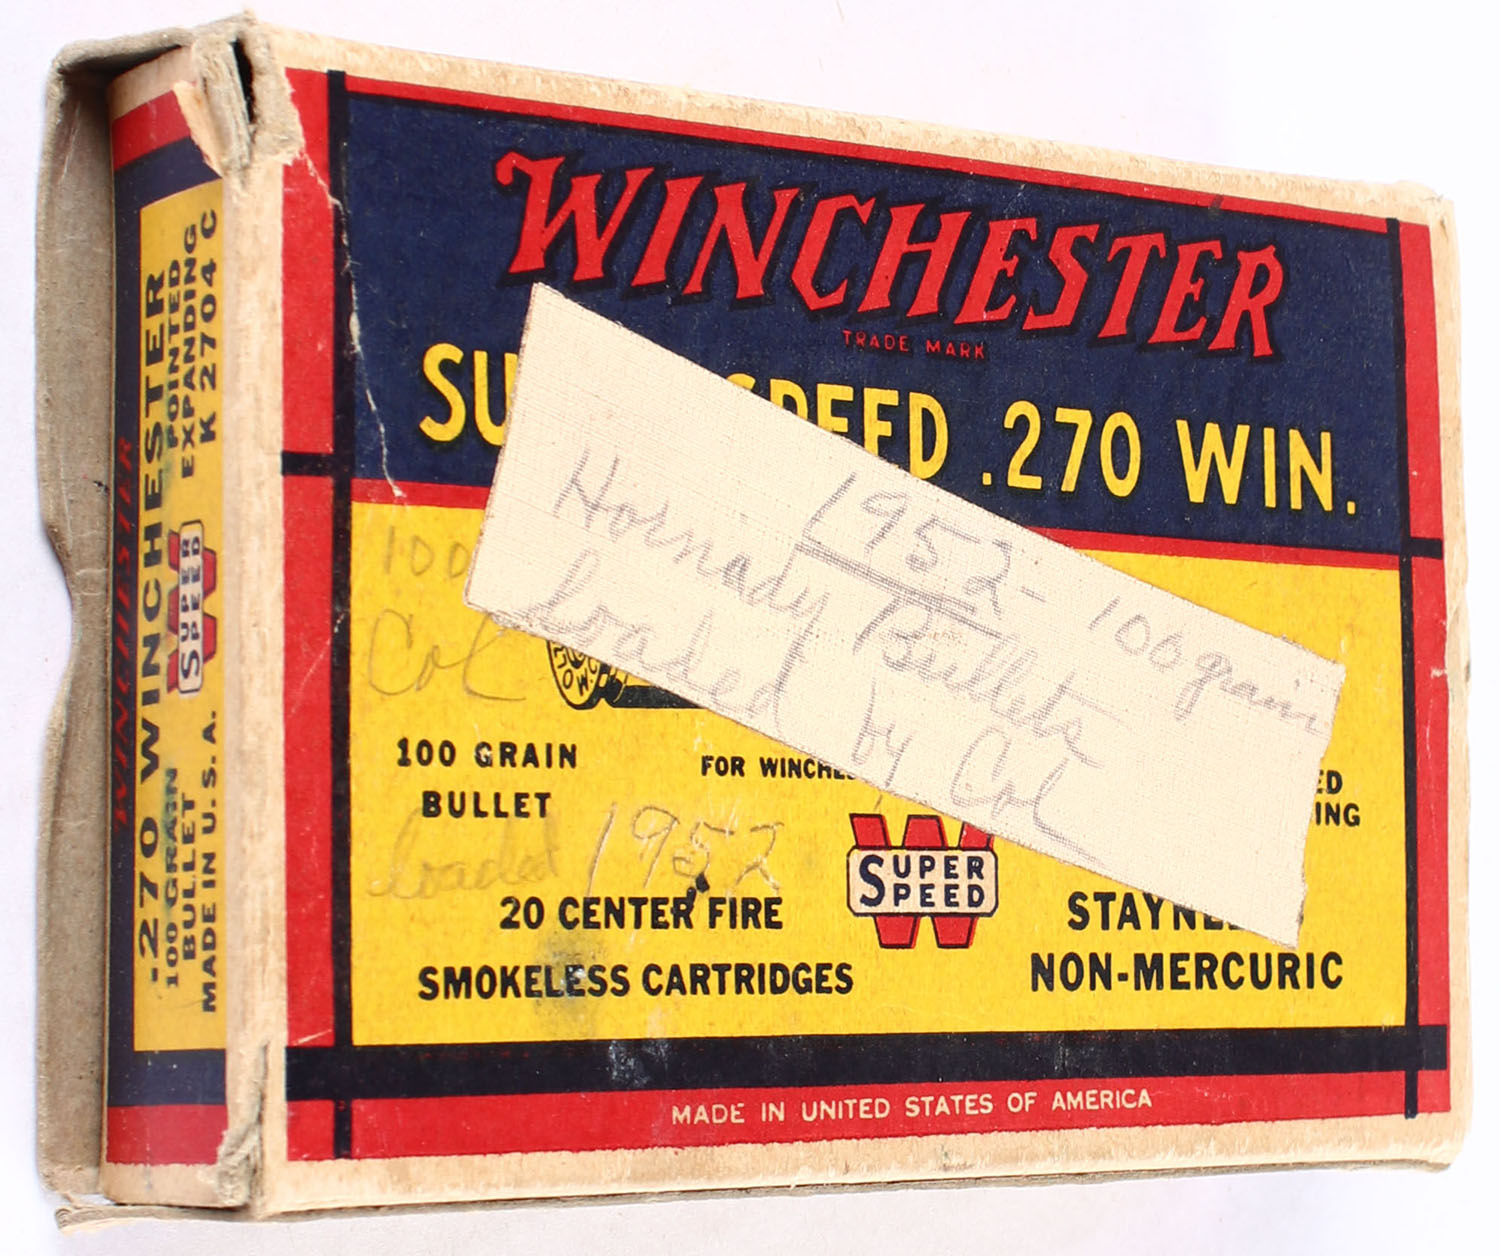 WINCHESTER
TRADE MARK
SU SPEED .270 WIN.
1952 - 100 grain
Hornady Bullets
loaded by Col
100
Col
100 GRAIN
BULLET
FOR WINCHE
ED
ING
loaded 1952
20 CENTER FIRE
SMOKELESS CARTRIDGES
SUPER
SPEED
W
STAYNE
NON-MERCURIC
MADE IN UNITED STATES OF AMERICA
WINCHESTER
.270 WINCHESTER
100 GRAIN
BULLET
MADE IN U.S.A.
SUPER
SPEED
W
POINTED
EXPANDING
K 2704 C